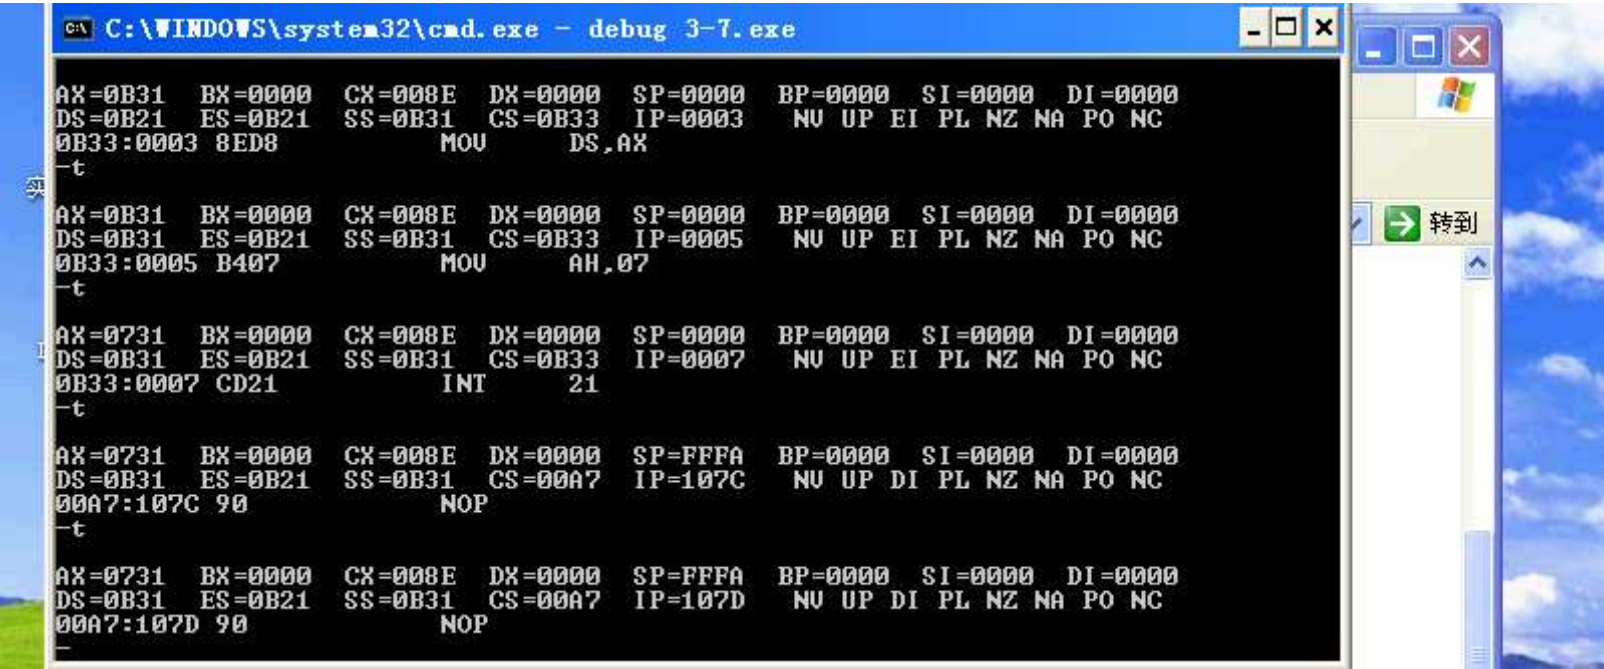 C:\WINDOWS\system32\cmd.exe - debug 3-7.exe
AX=0B31 BX=0000 CX=008E DX=0000 SP=0000 BP=0000 SI=0000 DI=0000
DS=0B21 ES=0B21 SS=0B31 CS=0B33 IP=0003 NV UP EI PL NZ NA PO NC
0B33:0003 8ED8 MOV DS,AX
-t
AX=0B31 BX=0000 CX=008E DX=0000 SP=0000 BP=0000 SI=0000 DI=0000
DS=0B31 ES=0B21 SS=0B31 CS=0B33 IP=0005 NV UP EI PL NZ NA PO NC
0B33:0005 B407 MOV AH,07
-t
AX=0731 BX=0000 CX=008E DX=0000 SP=0000 BP=0000 SI=0000 DI=0000
DS=0B31 ES=0B21 SS=0B31 CS=0B33 IP=0007 NV UP EI PL NZ NA PO NC
0B33:0007 CD21 INT 21
-t
AX=0731 BX=0000 CX=008E DX=0000 SP=FFFA BP=0000 SI=0000 DI=0000
DS=0B31 ES=0B21 SS=0B31 CS=00A7 IP=107C NV UP DI PL NZ NA PO NC
00A7:107C 90 NOP
-t
AX=0731 BX=0000 CX=008E DX=0000 SP=FFFA BP=0000 SI=0000 DI=0000
DS=0B31 ES=0B21 SS=0B31 CS=00A7 IP=107D NV UP DI PL NZ NA PO NC
00A7:107D 90 NOP
-
转到